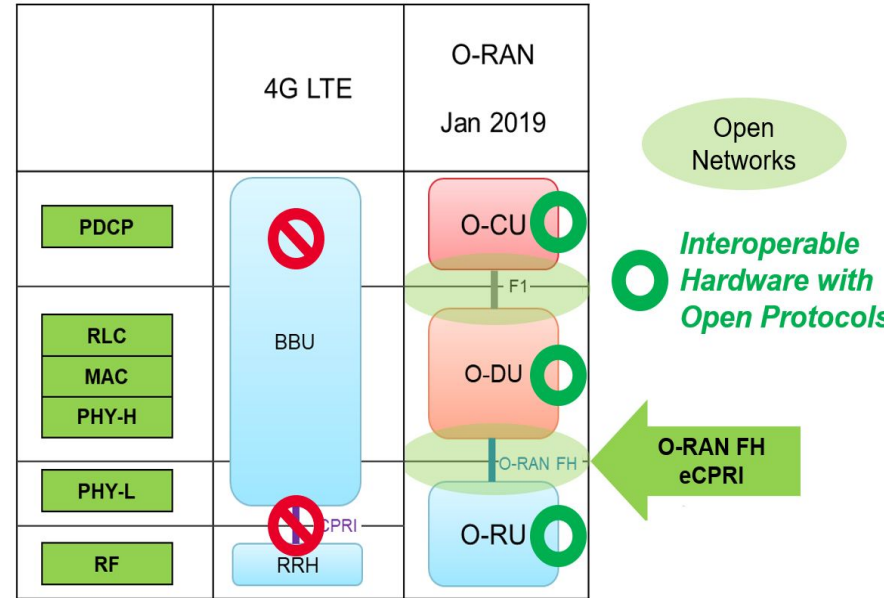 4G LTE
O-RAN
Jan 2019
Open
Networks
PDCP
O-CU
Interoperable
Hardware with
Open Protocols
F1
RLC
MAC
PHY-H
BBU
O-DU
O-RAN FH
O-RAN FH
eCPRI
PHY-L
CPRI
O-RU
RF
RRH